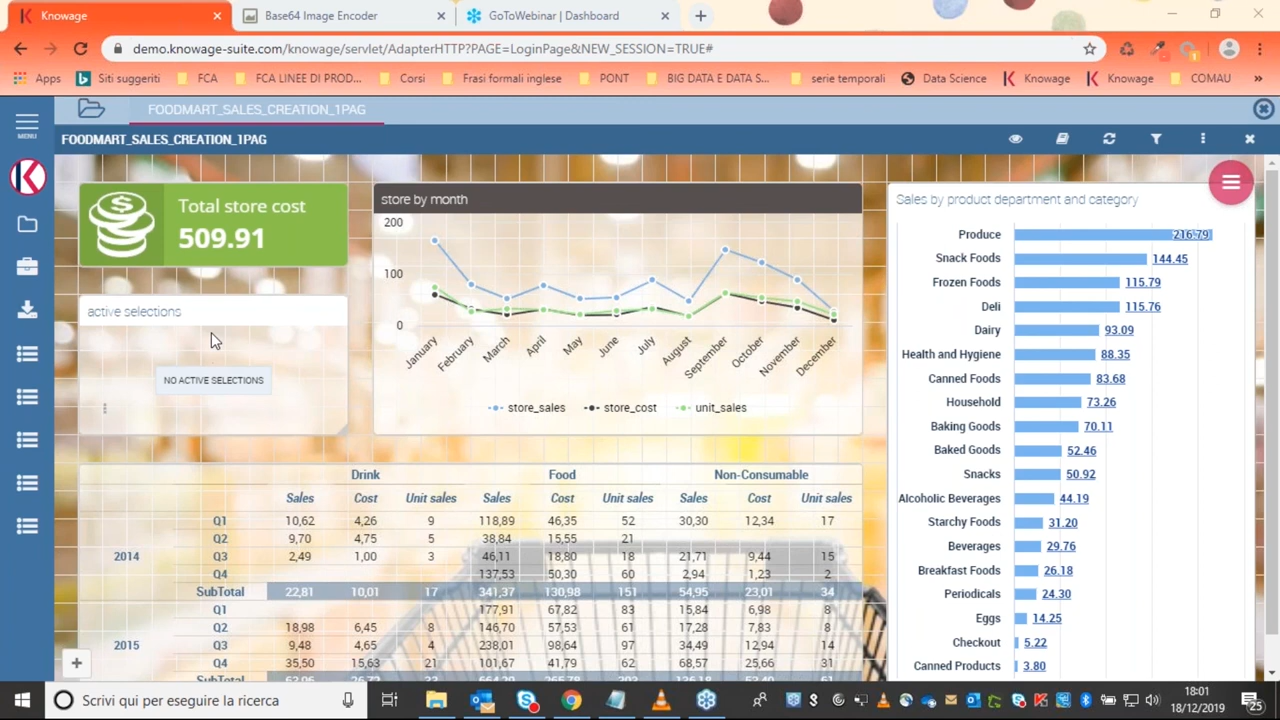 Knowage
Base64 Image Encoder
GoToWebinar | Dashboard
demo.knowage-suite.com/knowage/servlet/AdapterHTTP?PAGE=LoginPage&NEW_SESSION=TRUE#
Apps Siti suggeriti FCA FCA LINEE DI PROD... Corsi Frasi formali inglese PONT BIG DATA E DATA S... serie temporali Data Science Knowage Knowage COMAU »
MENU
FOODMART_SALES_CREATION_1PAG
FOODMART_SALES_CREATION_1PAG
Total store cost
509.91
active selections
NO ACTIVE SELECTIONS
store by month
200
100
0
January February March April May June July August September October November December
store_sales store_cost unit_sales
Sales by product department and category
Produce 216.79
Snack Foods 144.45
Frozen Foods 115.79
Deli 115.76
Dairy 93.09
Health and Hygiene 88.35
Canned Foods 83.68
Household 73.26
Baking Goods 70.11
Baked Goods 52.46
Snacks 50.92
Alcoholic Beverages 44.19
Starchy Foods 31.20
Beverages 29.76
Breakfast Foods 26.18
Periodicals 24.30
Eggs 14.25
Checkout 5.22
Canned Products 3.80
Drink Food Non-Consumable
Sales Cost Unit sales Sales Cost Unit sales Sales Cost Unit sales
Q1 10,62 4,26 9 118,89 46,35 52 30,30 12,34 17
Q2 9,70 4,75 5 38,84 15,55 21
2014 Q3 2,49 1,00 3 46,11 18,80 18 21,71 9,44 15
Q4 137,53 50,30 60 2,94 1,23 2
SubTotal 22,81 10,01 17 341,37 130,98 151 54,95 23,01 34
Q1 177,91 67,82 83 15,84 6,98 8
Q2 18,98 6,45 8 146,70 57,53 61 17,28 7,83 8
2015 Q3 9,48 4,65 4 238,01 98,64 97 34,49 12,94 14
Q4 35,50 15,63 21 101,67 41,79 62 68,57 25,66 31
SubTotal
Scrivi qui per eseguire la ricerca
18:01
18/12/2019
25